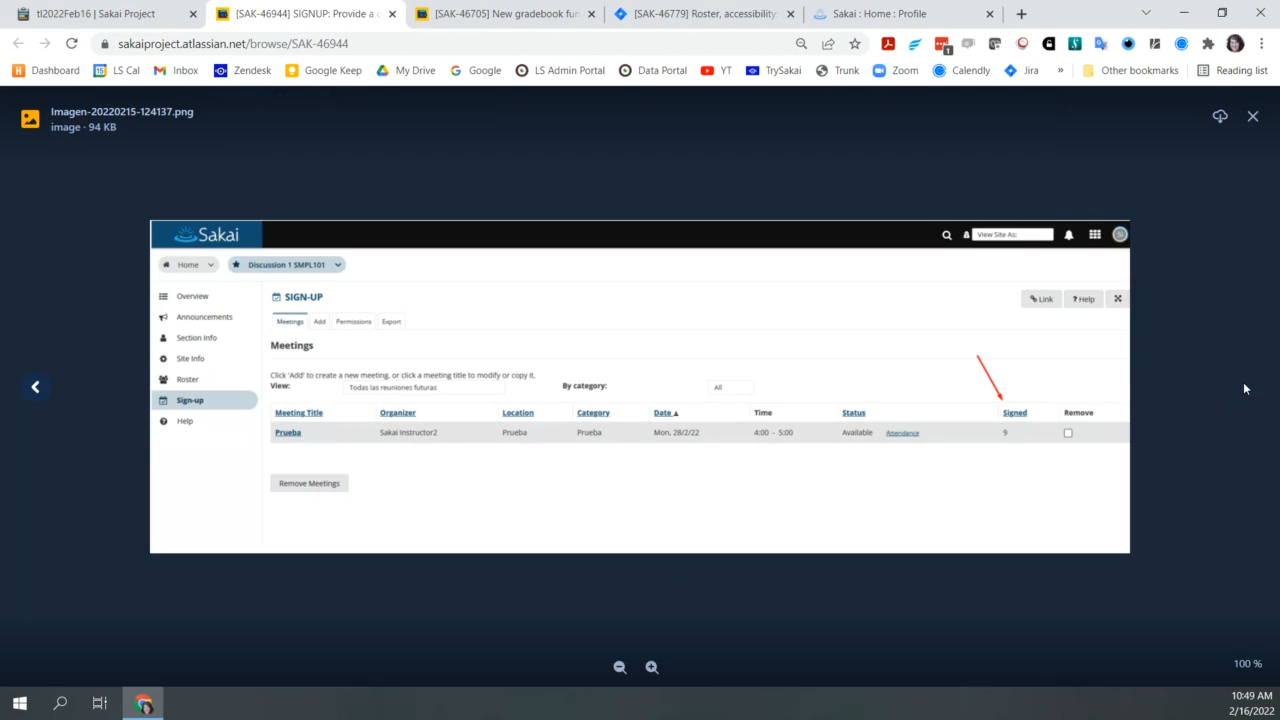 tl2022Feb16 | Sakai Project
[SAK-46944] SIGNUP: Provide a c
[SAK-46705] New gradebook fun
[SAK-46779] Roster, accessibility
Sakai : Home : Profile
sakaiproject.atlassian.net/browse/SAK-46944
1
Dashboard
LS Cal
Inbox
Zendesk
Google Keep
My Drive
Google
LS Admin Portal
Data Portal
YT
TrySakai
Trunk
Zoom
Calendly
Jira
»
Other bookmarks
Reading list
Imagen-20220215-124137.png
image · 94 KB
Sakai
View Site As:
Home
Discussion 1 SMPL101
Overview
Announcements
Section Info
Site Info
Roster
Sign-up
Help
SIGN-UP
Link
? Help
Meetings
Add
Permissions
Export
Meetings
Click 'Add' to create a new meeting, or click a meeting title to modify or copy it.
View:
Todas las reuniones futuras
By category:
All
Meeting Title Organizer Location Category Date Time Status Signed Remove
Prueba Sakai Instructor2 Prueba Prueba Mon, 28/2/22 4:00 - 5:00 Available Attendance 9
Remove Meetings
100 %
10:49 AM
2/16/2022